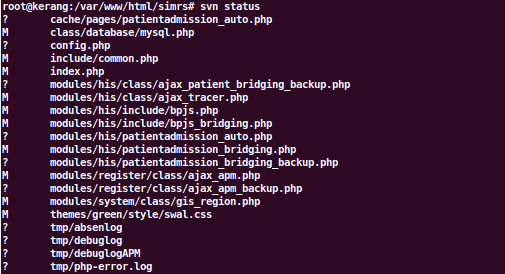 root@kerang:/var/www/html/simrs# svn status
?       cache/pages/patientadmission_auto.php
M       class/database/mysql.php
?       config.php
M       include/common.php
M       index.php
?       modules/his/class/ajax_patient_bridging_backup.php
M       modules/his/class/ajax_tracer.php
M       modules/his/include/bpjs.php
M       modules/his/include/bpjs_bridging.php
?       modules/his/patientadmission_auto.php
M       modules/his/patientadmission_bridging.php
?       modules/his/patientadmission_bridging_backup.php
M       modules/register/class/ajax_apm.php
?       modules/register/class/ajax_apm_backup.php
M       modules/system/class/gis_region.php
M       themes/green/style/swal.css
?       tmp/absenlog
?       tmp/debuglog
?       tmp/debuglogAPM
?       tmp/php-error.log